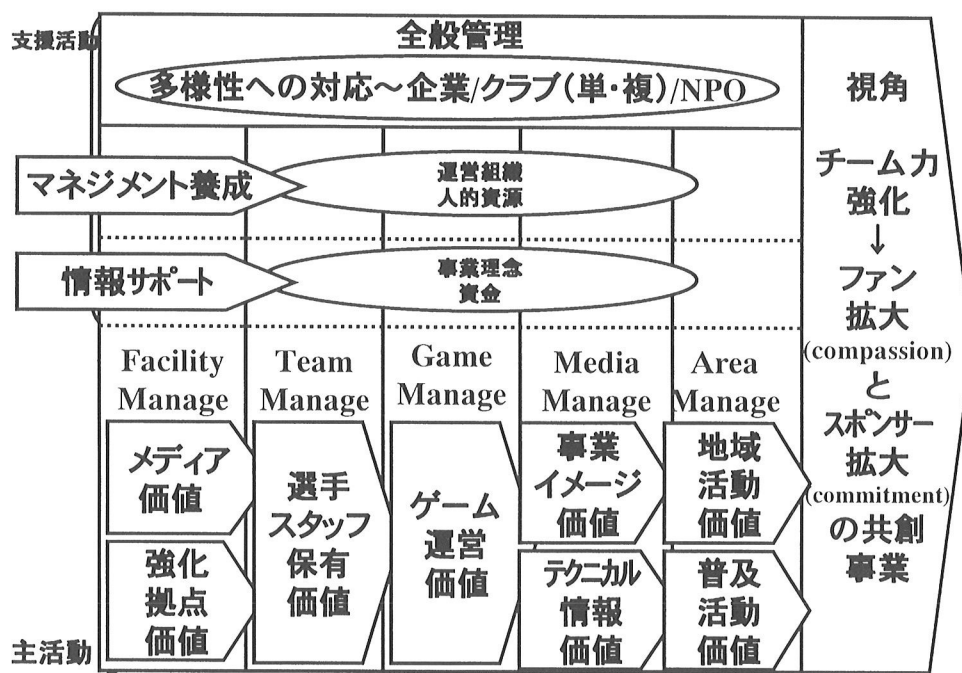 支援活動
全般管理
多様性への対応～企業/クラブ(単・複)/NPO
マネジメント養成
運営組織
人的資源
情報サポート
事業理念
資金
Facility
Manage
Team
Manage
Game
Manage
Media
Manage
Area
Manage
メディア
価値
強化
拠点
価値
選手
スタッフ
保有
価値
ゲーム
運営
価値
事業
イメージ
価値
テクニカル
情報
価値
地域
活動
価値
普及
活動
価値
主活動
視角
チーム力
強化
↓
ファン
拡大
(compassion)
と
スポンサー
拡大
(commitment)
の共創
事業